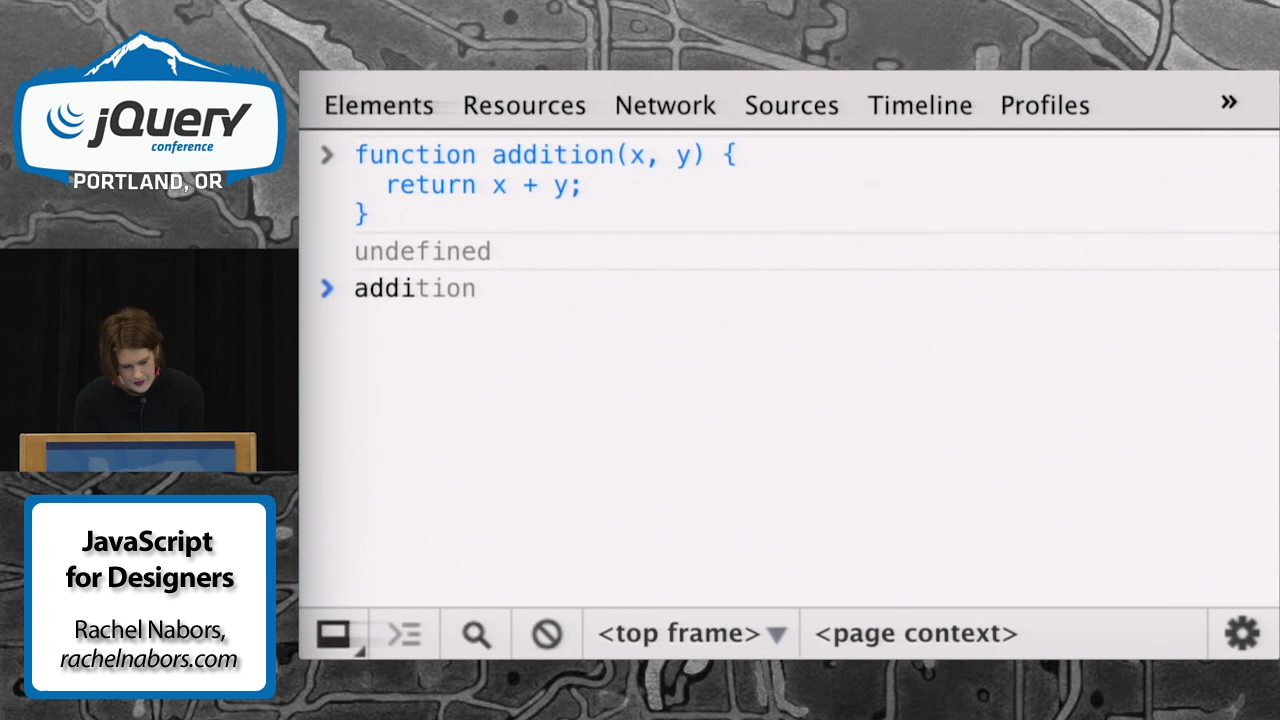 jQuery
conference
PORTLAND, OR
Elements Resources Network Sources Timeline Profiles »
> function addition(x, y) {
return x + y;
}
undefined
> addition
<top frame> <page context>
JavaScript
for Designers
Rachel Nabors,
rachelnabors.com